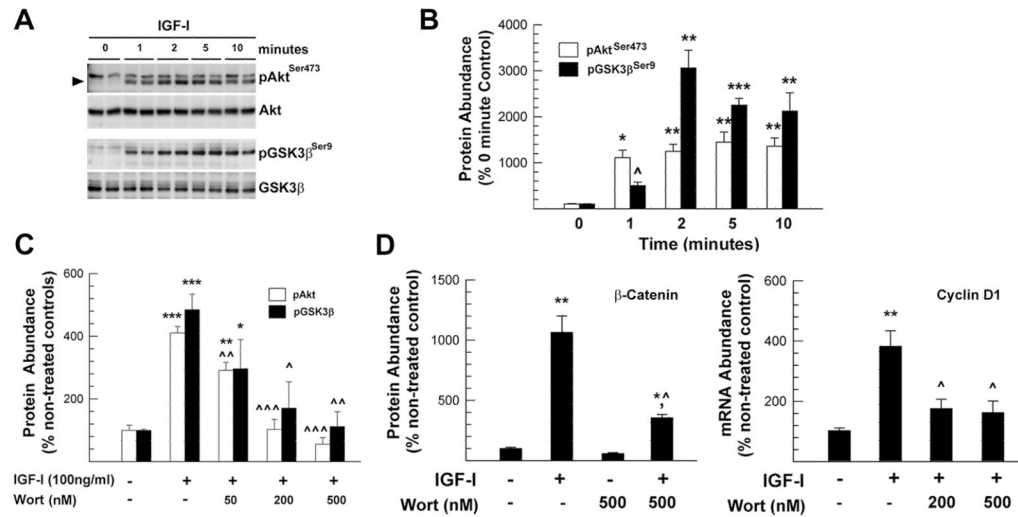 A
IGF-I
0 1 2 5 10 minutes
pAkt Ser473
Akt
pGSK3β Ser9
GSK3β
B
Protein Abundance
(% 0 minute Control)
4000
3000
2000
1000
pAkt Ser473
pGSK3β Ser9
* ^ ** ** ** *** ** **
0 1 2 5 10
Time (minutes)
C
Protein Abundance
(% non-treated controls)
600
400
200
0
pAkt
pGSK3β
*** *** ** ^^ * ^^^ ^ ^^^ ^^
IGF-I (100ng/ml) - + + + +
Wort (nM) - - 50 200 500
D
Protein Abundance
(% non-treated control)
1500
1000
500
0
β-Catenin
** *^
,
IGF-I - + - +
Wort (nM) - - 500 500
mRNA Abundance
(% non-treated control)
600
400
200
0
Cyclin D1
** ^ ^
IGF-I - + + +
Wort (nM) - - 200 500